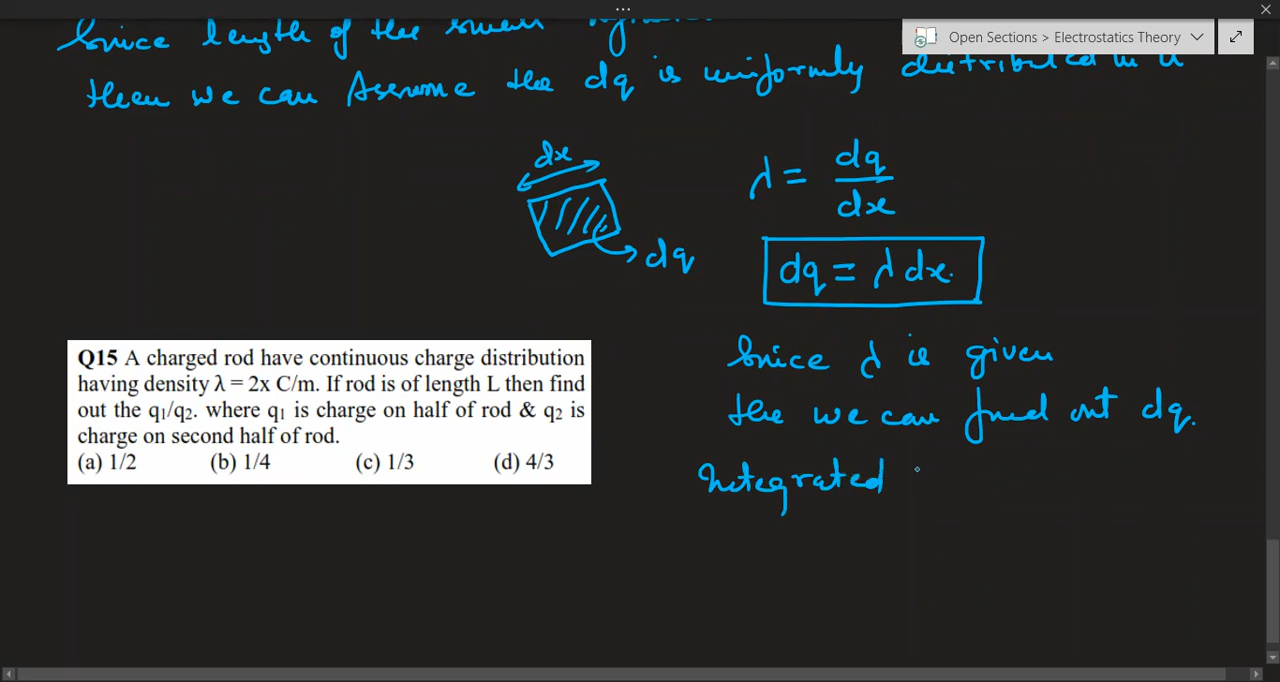 ...
Open Sections > Electrostatics Theory
Since length of the small
then we can Assume the dq is uniformly distributed in it
dx
dq
λ = dq/dx
dq = λ dx.
Q15 A charged rod have continuous charge distribution
having density λ = 2x C/m. If rod is of length L then find
out the q₁/q₂. where q₁ is charge on half of rod & q₂ is
charge on second half of rod.
(a) 1/2 (b) 1/4 (c) 1/3 (d) 4/3
Since λ is given
the we can find out dq.
Integrated